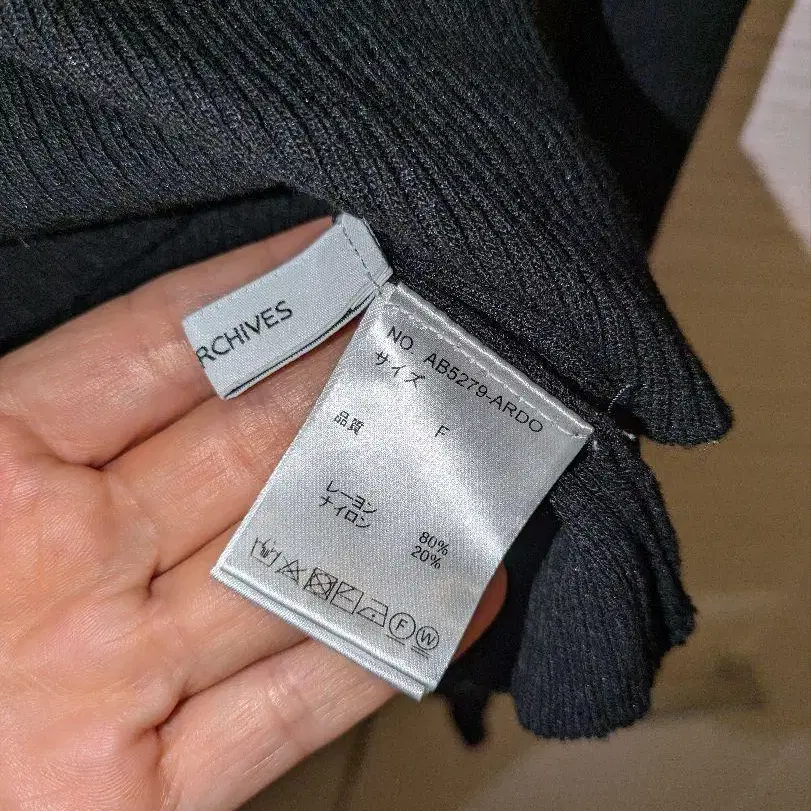 RCHIVES
NO. AB5279-ARDO
サイズ
F
品質
レーヨン 80%
ナイロン 20%
F W